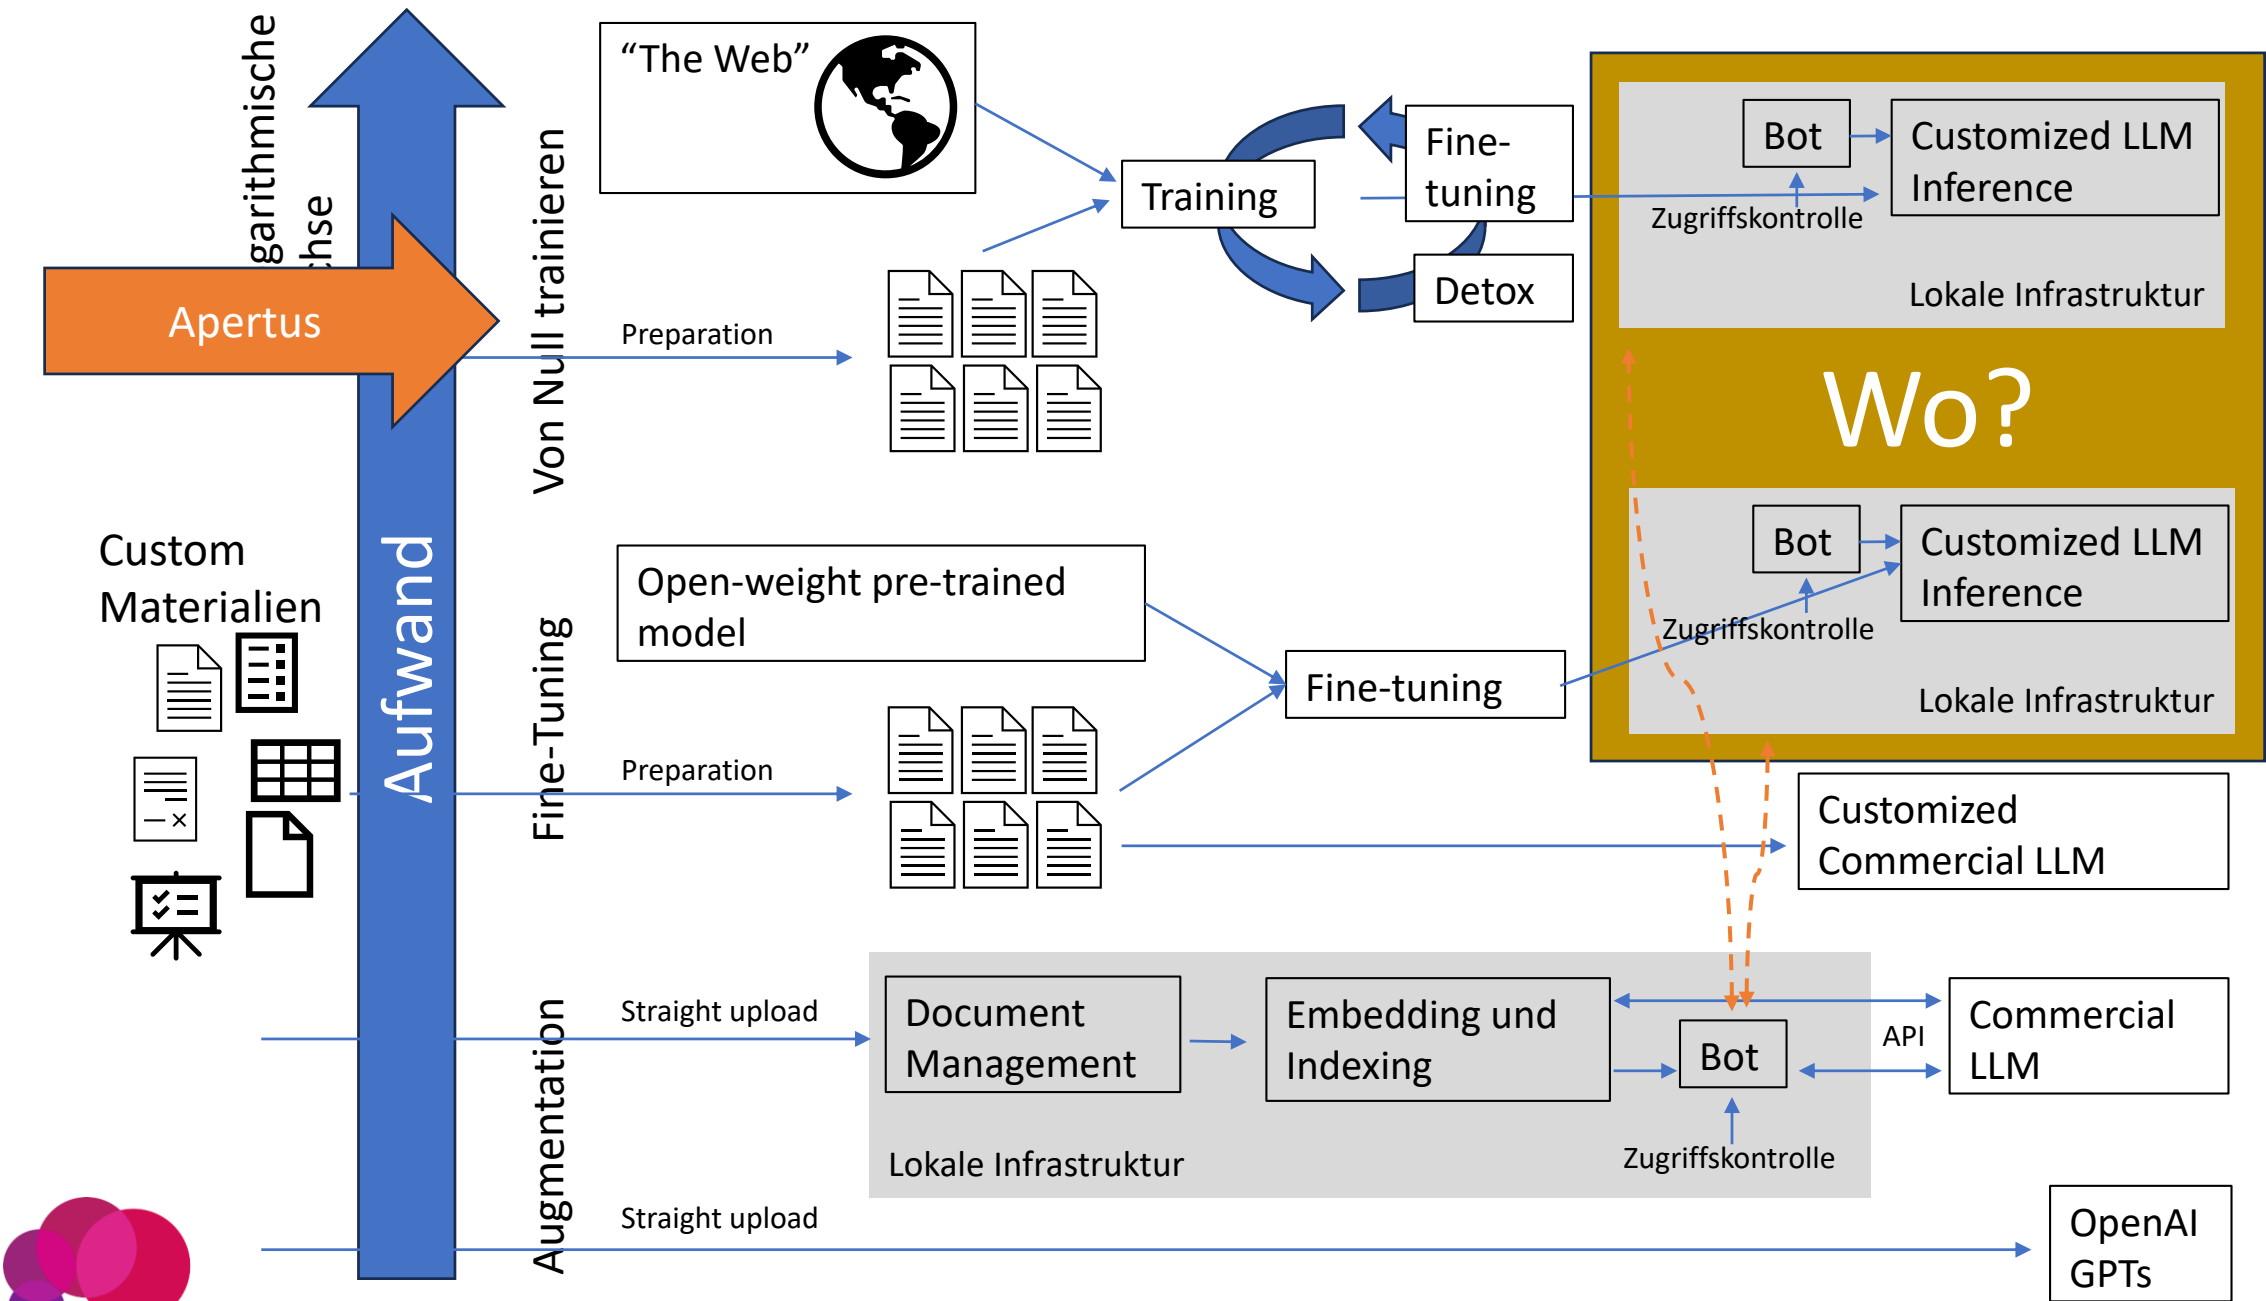 garithmische
chse
Apertus
Aufwand
Custom
Materialien
Von Null trainieren
"The Web"
Preparation
Training
Fine-
tuning
Detox
Bot
Customized LLM
Inference
Zugriffskontrolle
Lokale Infrastruktur
Wo?
Fine-Tuning
Open-weight pre-trained
model
Preparation
Fine-tuning
Bot
Customized LLM
Inference
Zugriffskontrolle
Lokale Infrastruktur
Customized
Commercial LLM
Augmentation
Straight upload
Document
Management
Embedding und
Indexing
Bot
API
Commercial
LLM
Zugriffskontrolle
Lokale Infrastruktur
Straight upload
OpenAI
GPTs